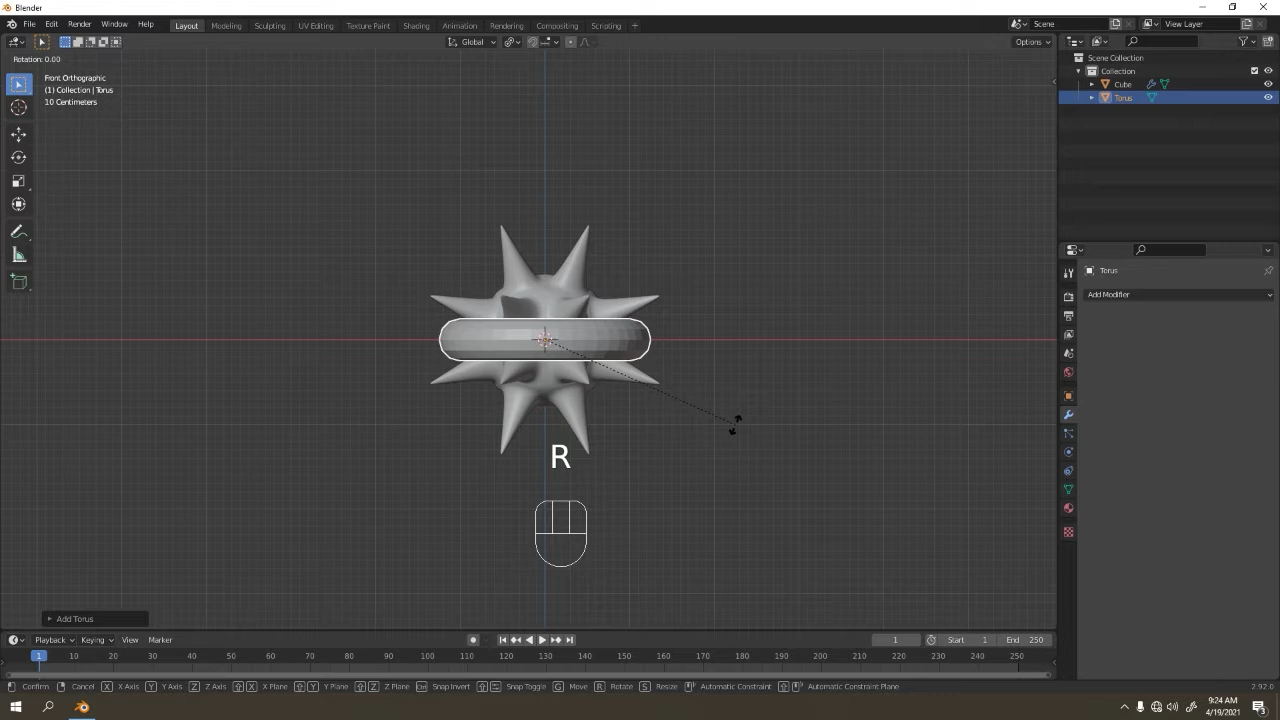 Blender
File Edit Render Window Help Layout Modeling Sculpting UV Editing Texture Paint Shading Animation Rendering Compositing Scripting + Scene View Layer
Global Options
Rotation: 0.00
Front Orthographic
(1) Collection | Torus
10 Centimeters
Scene Collection
Collection
Cube
Torus
Torus
Add Modifier
R
Add Torus
Playback Keying View Marker 1 Start 1 End 250
1 10 20 30 40 50 60 70 80 90 100 110 120 130 140 150 160 170 180 190 200 210 220 230 240 250
Confirm Cancel X X Axis Y Y Axis Z Z Axis X X Plane Y Y Plane Z Z Plane Snap Invert Snap Toggle G Move R Rotate S Resize Automatic Constraint Automatic Constraint Plane 2.92.0
9:24 AM
4/19/2021
3